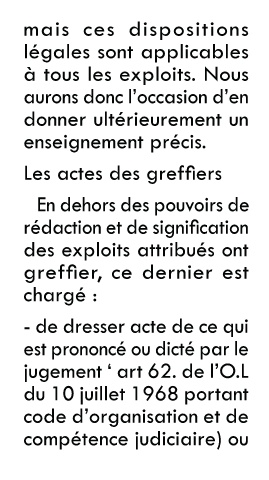 mais ces dispositions
légales sont applicables
à tous les exploits. Nous
aurons donc l’occasion d’en
donner ultérieurement un
enseignement précis.
Les actes des greffiers
En dehors des pouvoirs de
rédaction et de signification
des exploits attribués ont
greffier, ce dernier est
chargé :
- de dresser acte de ce qui
est prononcé ou dicté par le
jugement ‘ art 62. de l’O.L
du 10 juillet 1968 portant
code d’organisation et de
compétence judiciaire) ou